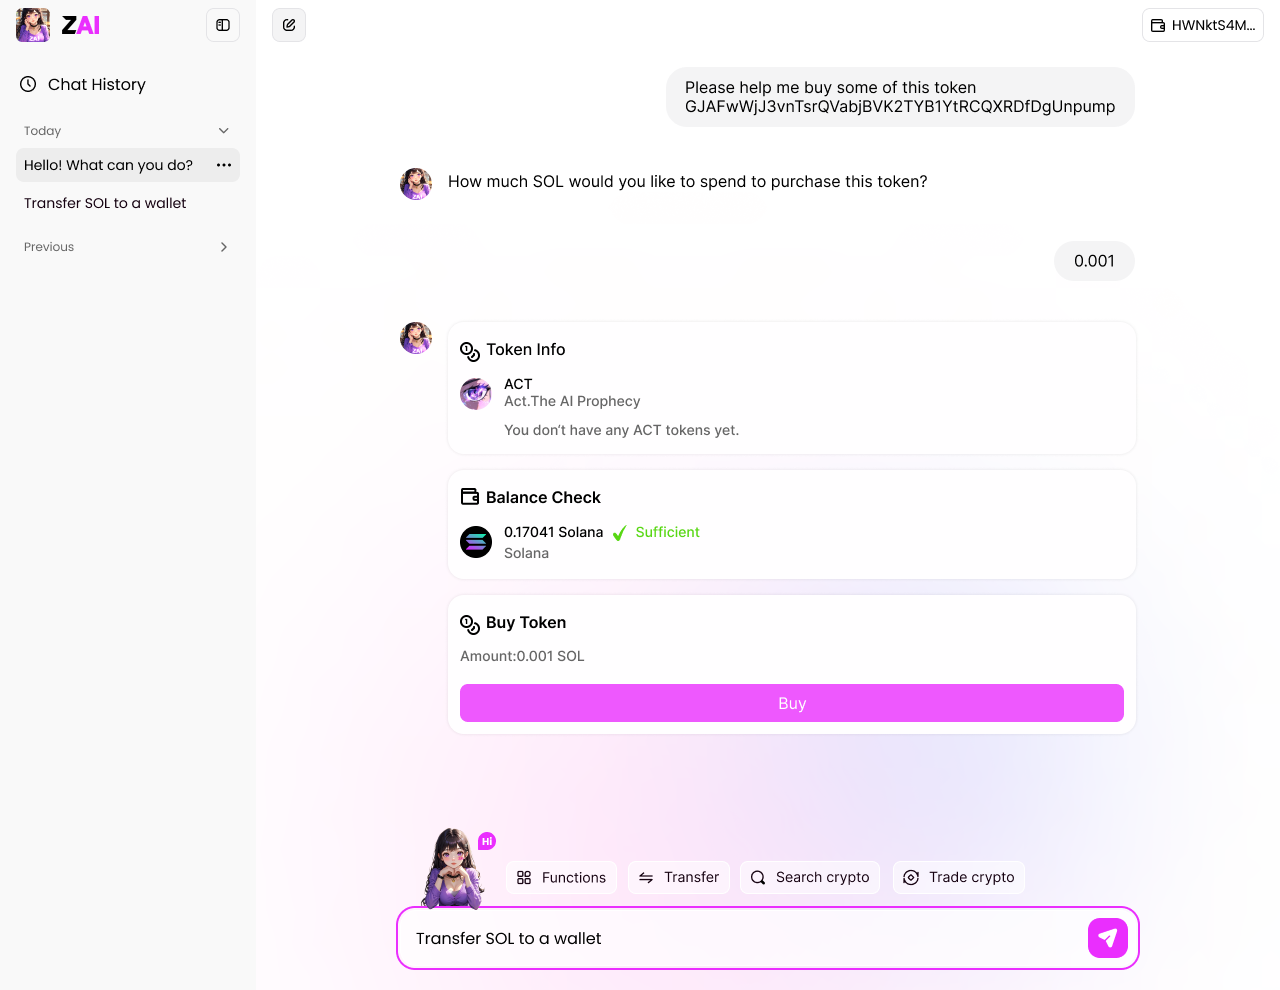 ZAI
HWNktS4M...
Chat History
Today
Hello! What can you do?
Transfer SOL to a wallet
Previous
Please help me buy some of this token
GJAFwWjJ3vnTsrQVabjBVK2TYB1YtRCQXRDfDgUnpump
How much SOL would you like to spend to purchase this token?
0.001
Token Info
ACT
Act.The AI Prophecy
You don’t have any ACT tokens yet.
Balance Check
0.17041 Solana Sufficient
Solana
Buy Token
Amount:0.001 SOL
Buy
Hi
Functions
Transfer
Search crypto
Trade crypto
Transfer SOL to a wallet